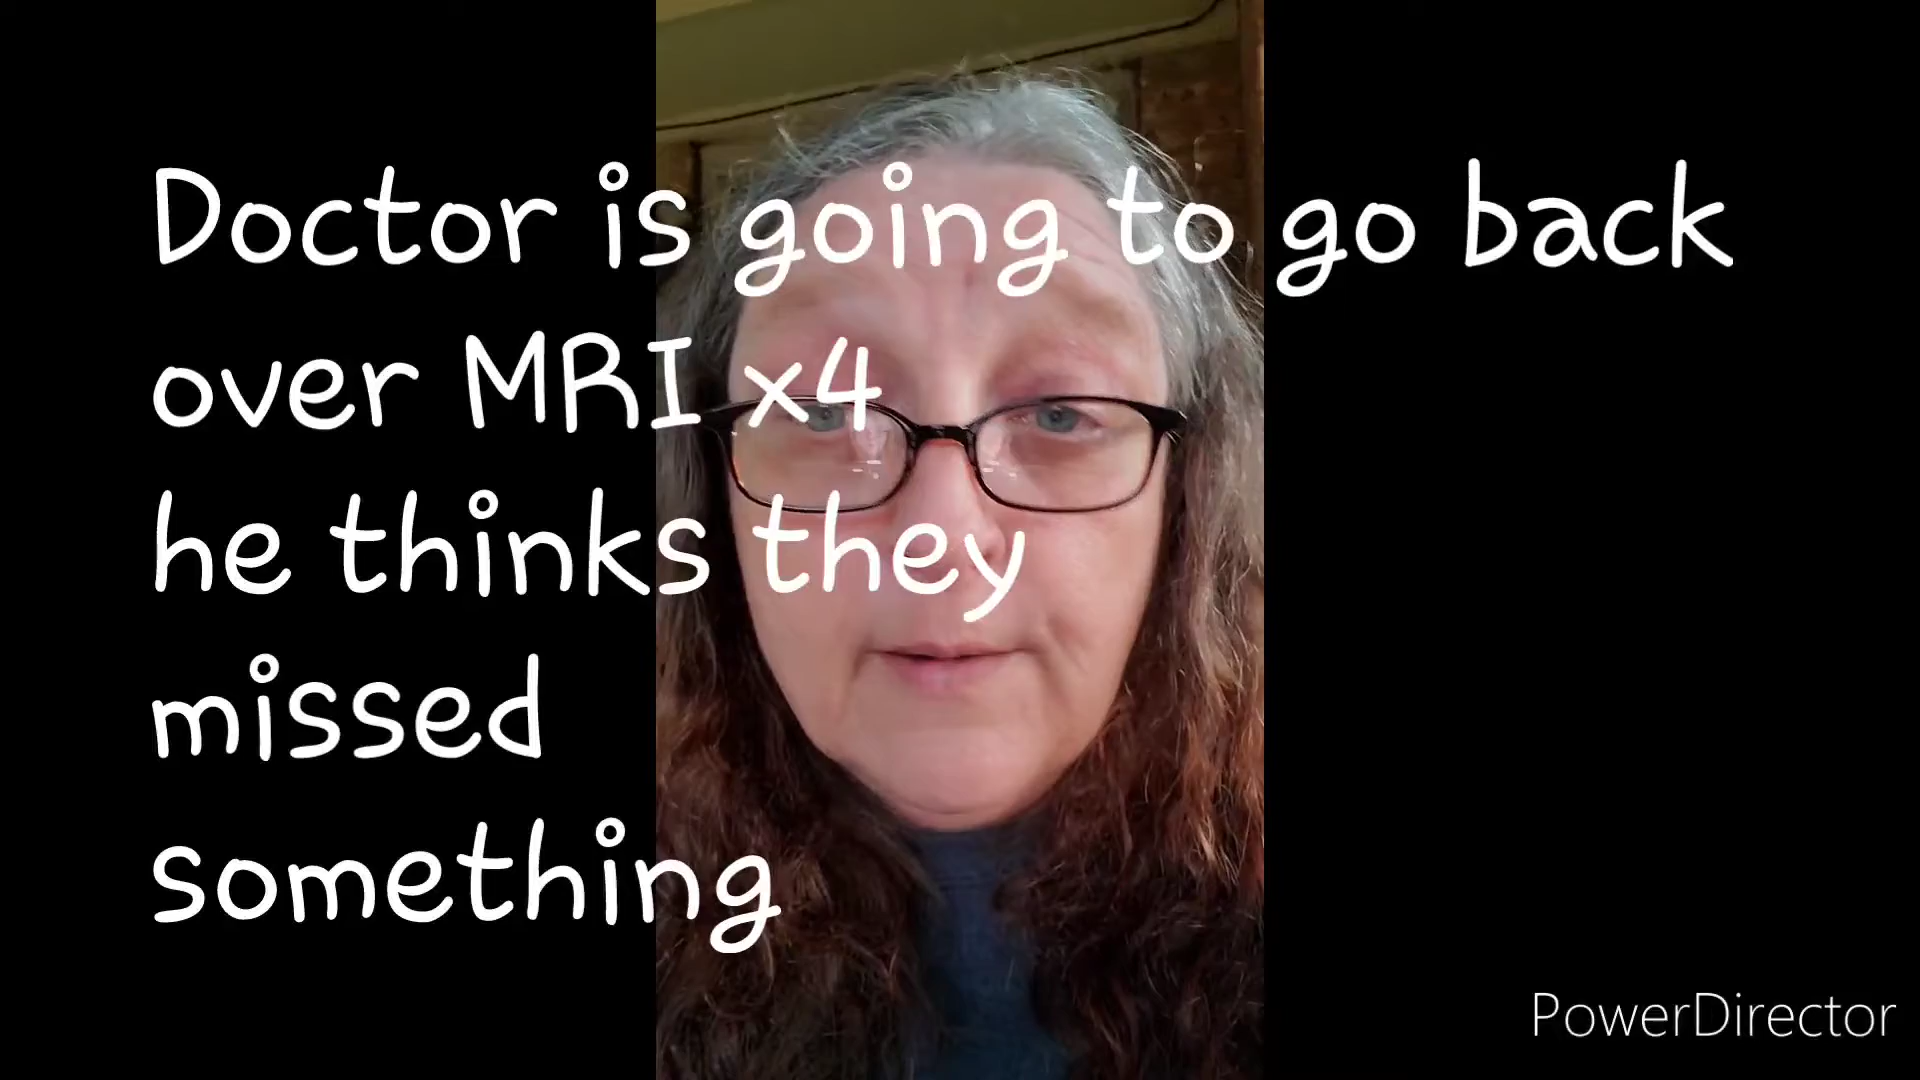 Doctor is going to go back
over MRI x4
he thinks they
missed
something
PowerDirector